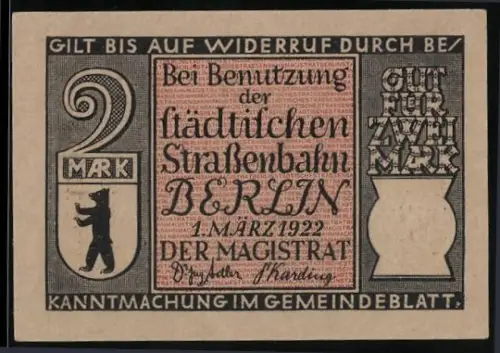 GILT BIS AUF WIDERRUF DURCH BE/
2
MARK
Bei Benutzung
der
städtischen
Straßenbahn
BERLIN
1. MÄRZ 1922
DER MAGISTRAT
GUT
FÜR
ZWEI
MARK
KANNTMACHUNG IM GEMEINDEBLATT.